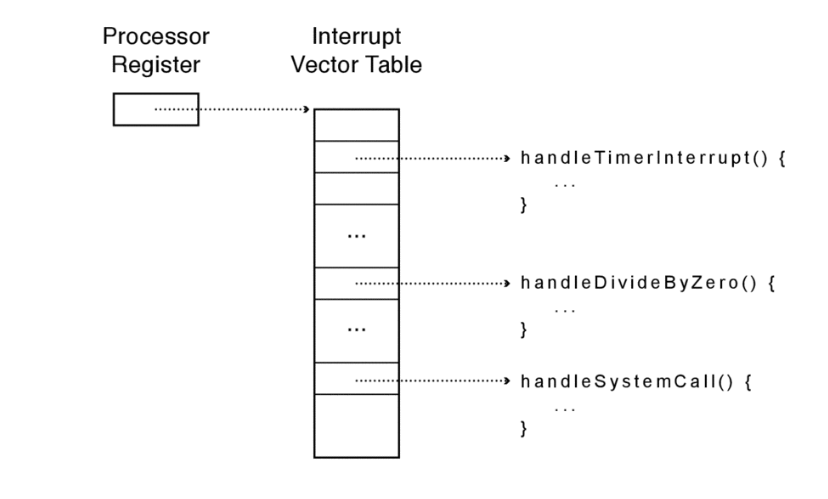 Processor
Register
Interrupt
Vector Table
handleTimerInterrupt() {
...
}
...
handleDivideByZero() {
...
}
...
handleSystemCall() {
...
}